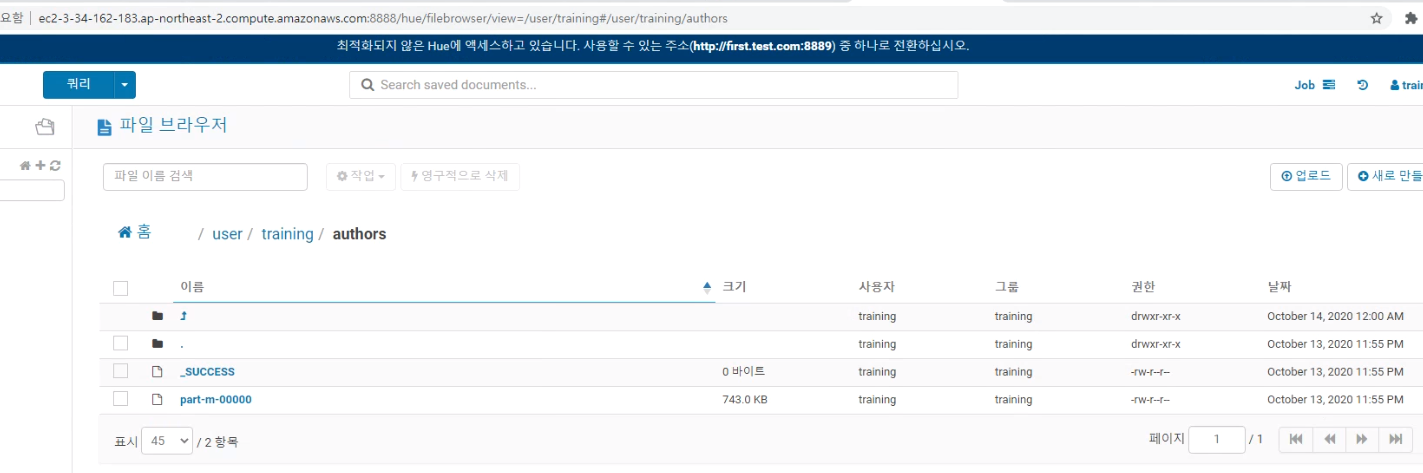 요함 ec2-3-34-162-183.ap-northeast-2.compute.amazonaws.com:8888/hue/filebrowser/view=/user/training#/user/training/authors
최적화되지 않은 Hue에 액세스하고 있습니다. 사용할 수 있는 주소(http://first.test.com:8889) 중 하나로 전환하십시오.
쿼리 Search saved documents... Job trai
파일 브라우저
파일 이름 검색 작업 영구적으로 삭제 업로드 새로 만들
홈 / user / training / authors
이름 크기 사용자 그룹 권한 날짜
training training drwxr-xr-x October 14, 2020 12:00 AM
. training training drwxr-xr-x October 13, 2020 11:55 PM
_SUCCESS 0 바이트 training training -rw-r--r-- October 13, 2020 11:55 PM
part-m-00000 743.0 KB training training -rw-r--r-- October 13, 2020 11:55 PM
표시 45 / 2 항목 페이지 1 / 1